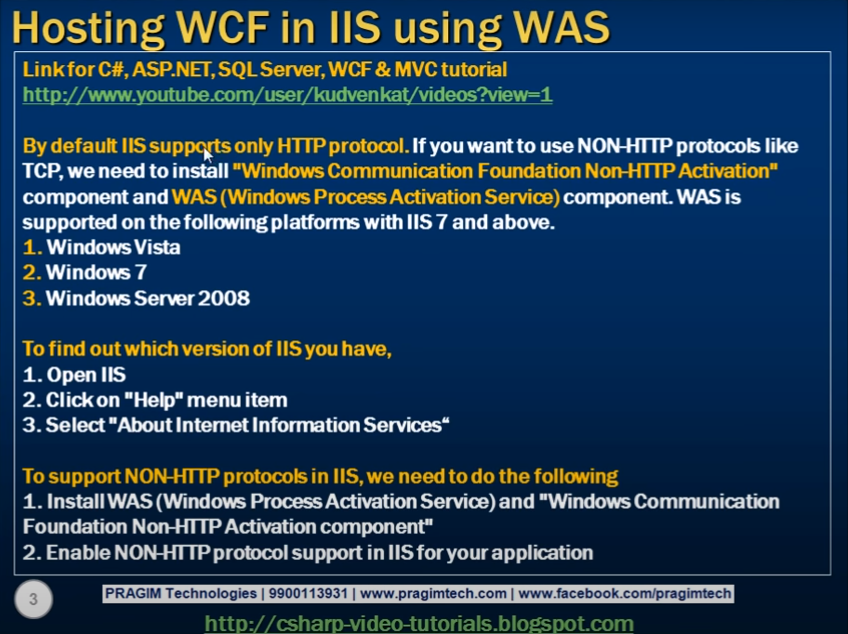 Hosting WCF in IIS using WAS
Link for C#, ASP.NET, SQL Server, WCF & MVC tutorial
http://www.youtube.com/user/kudvenkat/videos?view=1
By default IIS supports only HTTP protocol. If you want to use NON-HTTP protocols like
TCP, we need to install "Windows Communication Foundation Non-HTTP Activation"
component and WAS (Windows Process Activation Service) component. WAS is
supported on the following platforms with IIS 7 and above.
1. Windows Vista
2. Windows 7
3. Windows Server 2008
To find out which version of IIS you have,
1. Open IIS
2. Click on "Help" menu item
3. Select "About Internet Information Services“
To support NON-HTTP protocols in IIS, we need to do the following
1. Install WAS (Windows Process Activation Service) and "Windows Communication
Foundation Non-HTTP Activation component"
2. Enable NON-HTTP protocol support in IIS for your application
3
PRAGIM Technologies | 9900113931 | www.pragimtech.com | www.facebook.com/pragimtech
http://csharp-video-tutorials.blogspot.com